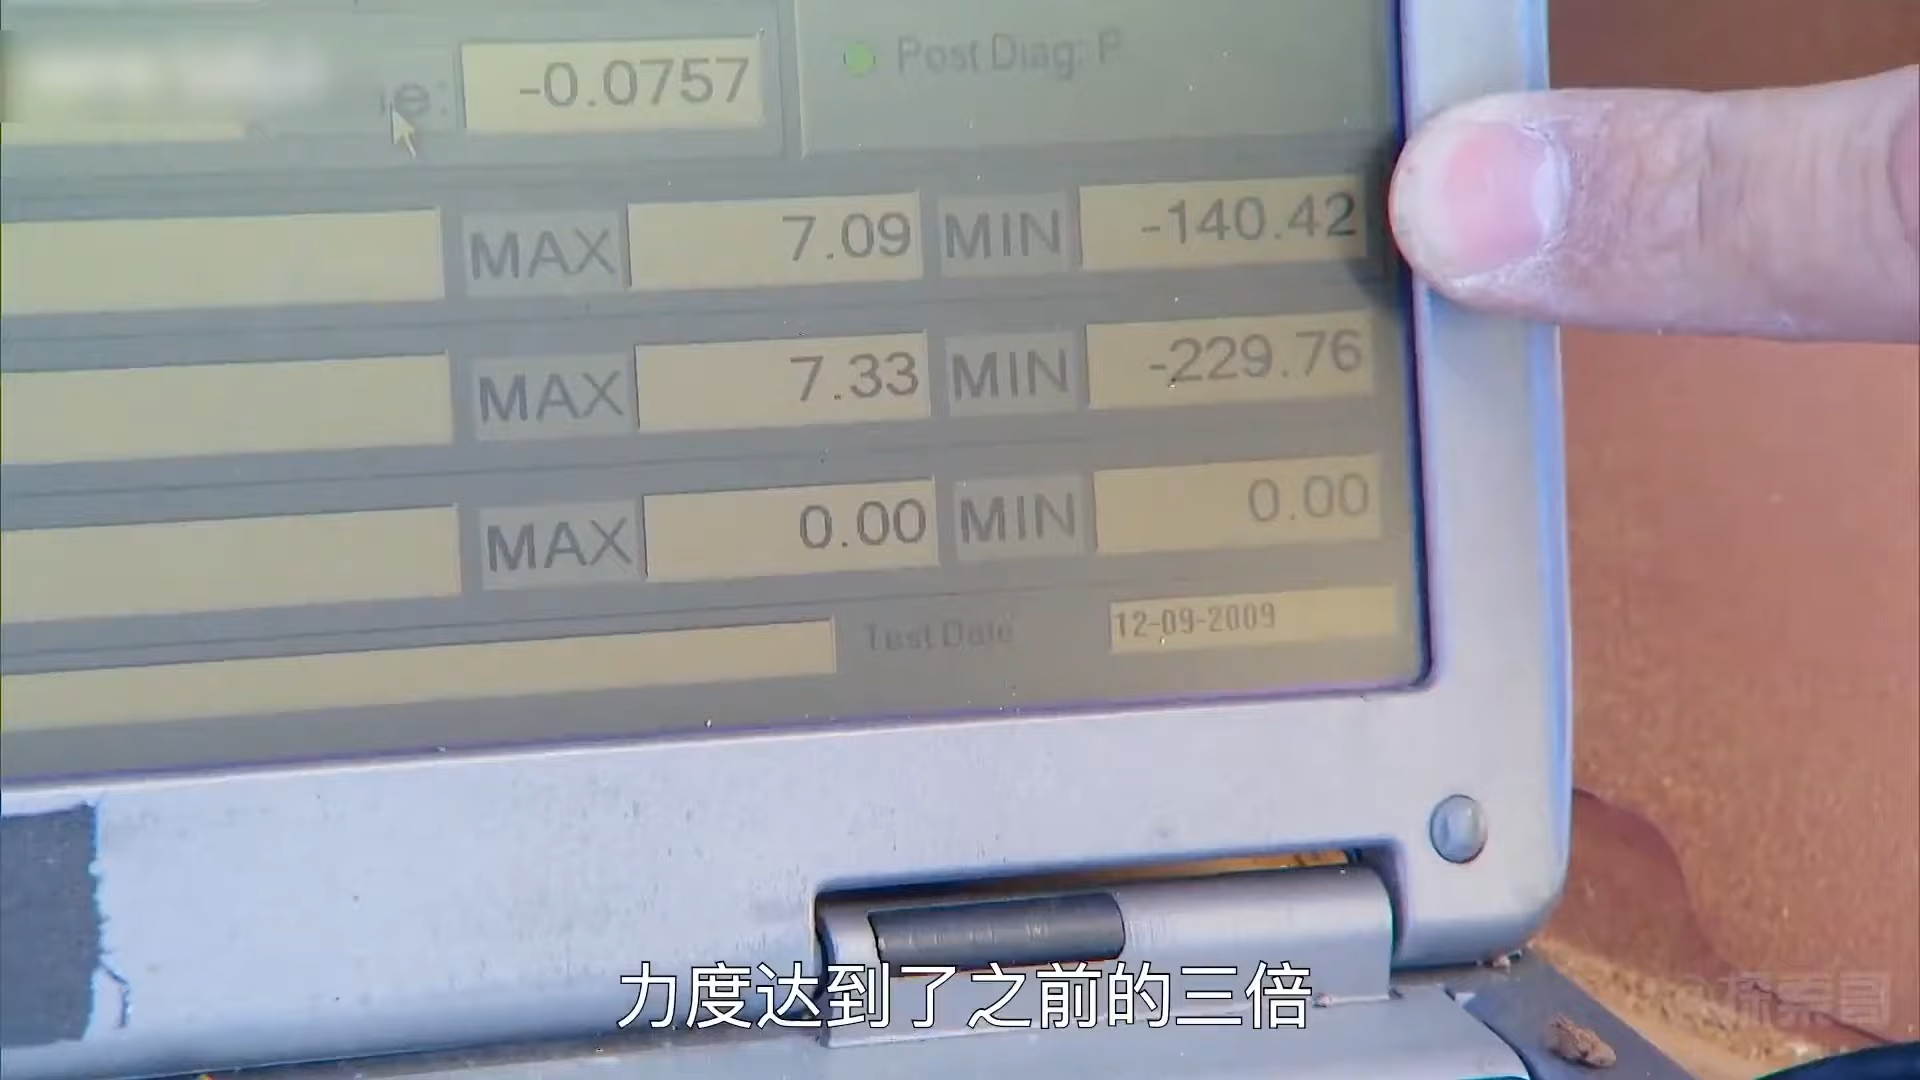 e: -0.0757
Post Diag: P
MAX 7.09 MIN -140.42
MAX 7.33 MIN -229.76
MAX 0.00 MIN 0.00
Test Date 12-09-2009
力度达到了之前的三倍